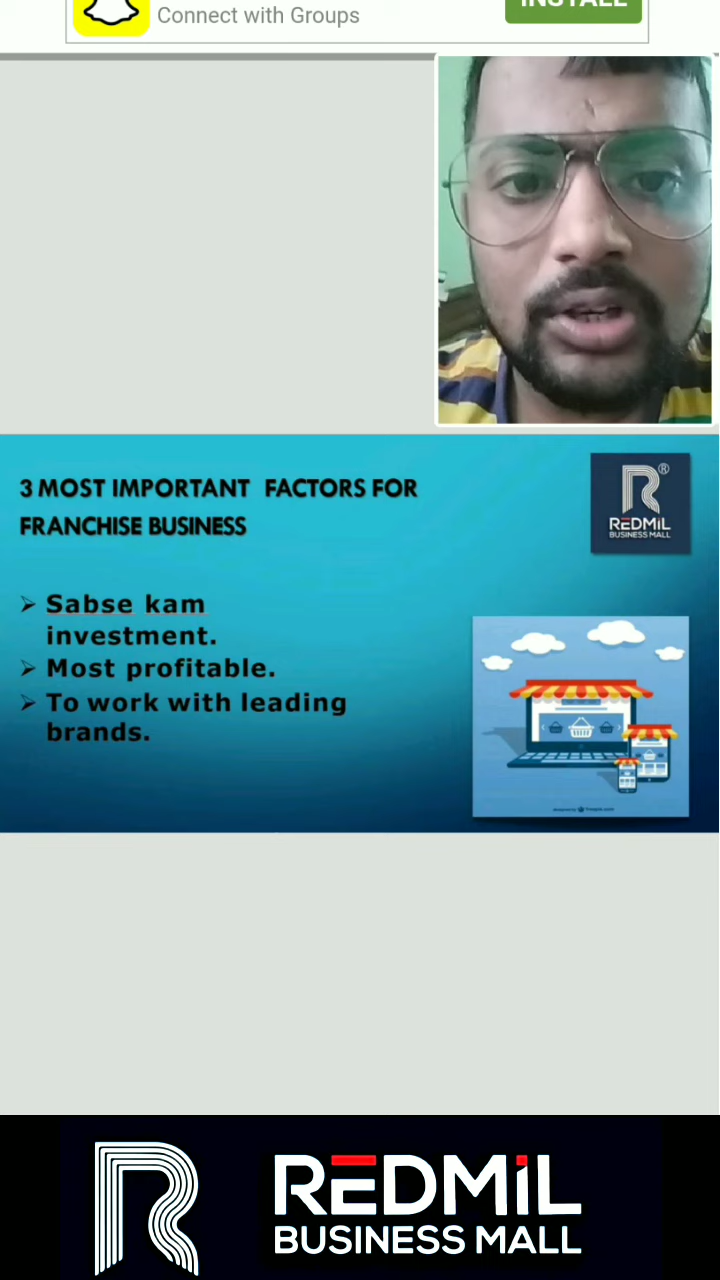 Connect with Groups
INSTALL
3 MOST IMPORTANT FACTORS FOR
FRANCHISE BUSINESS
R®
REDMIL
BUSINESS MALL
➢ Sabse kam
investment.
➢ Most profitable.
➢ To work with leading
brands.
R
REDMiL
BUSINESS MALL